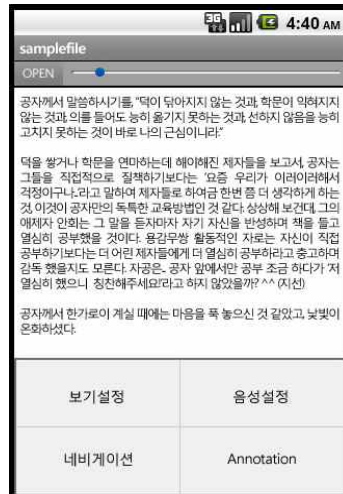 3G 4:40 AM
samplefile
OPEN
공자께서 말씀하시기를, "덕이 닦아지지 않는 것과, 학문이 익혀지지
않는 것과, 의를 들어도 능히 옮기지 못하는 것과, 선하지 않음을 능히
고치지 못하는 것이 바로 나의 근심이니라."
덕을 쌓거나 학문을 연마하는데 해이해진 제자들을 보고서, 공자는
그들을 직접적으로 질책하기보다는 '요즘 우리가 이러이러해서
걱정이구나..'라고 말하여 제자들로 하여금 한번 쯤 더 생각하게 하는
것, 이것이 공자만의 독특한 교육방법인 것 같다. 상상해 보건대, 그의
애제자 안회는 그 말을 듣자마자 자기 자신을 반성하며 책을 들고
열심히 공부했을 것이다. 용감무쌍 활동적인 자로는 자신이 직접
공부하기보다는 더 어린 제자들에게 더 열심히 공부하라고 충고하며
감독 했을지도 모른다. 자공은.. 공자 앞에서만 공부 조금 하다가 '저
열심히 했으니 칭찬해주세요!'라고 하지 않았을까? ^^ (지선)
공자께서 한가로이 계실 때에는 마음을 푹 놓으신 것 같았고, 낯빛이
온화하셨다.
보기설정 음성설정
네비게이션 Annotation